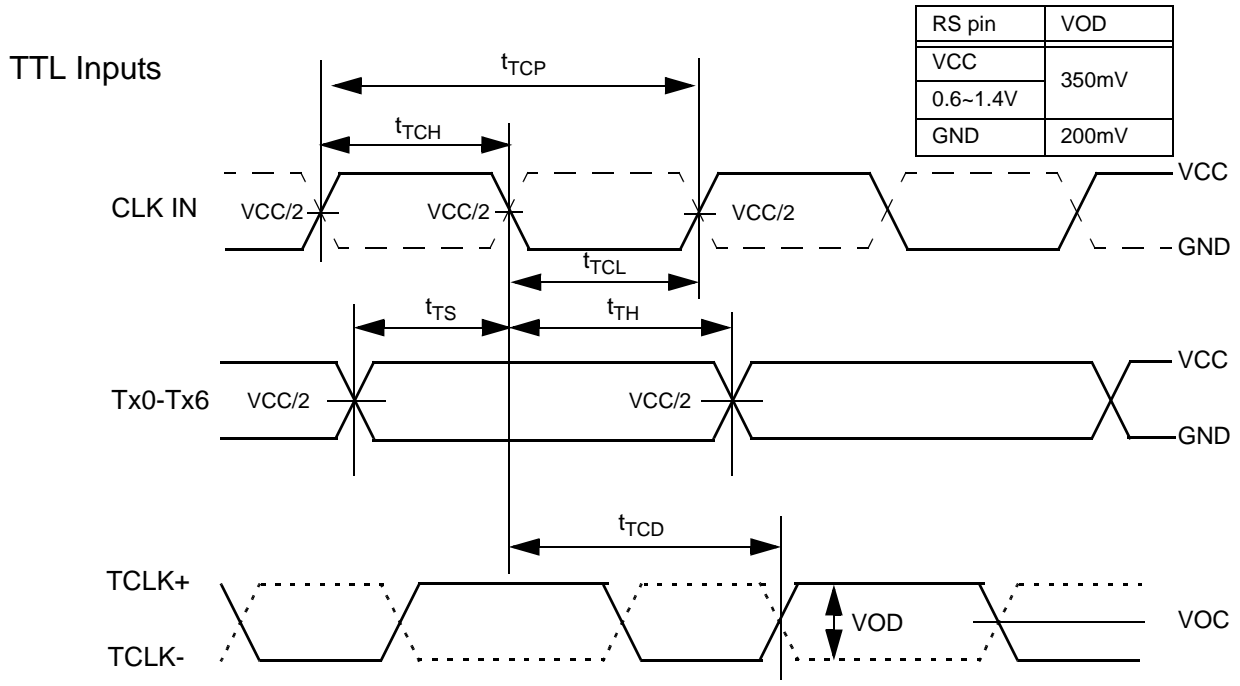 RS pin VOD
VCC 350mV
0.6~1.4V
GND 200mV
TTL Inputs
tTCP
tTCH
VCC
CLK IN VCC/2 VCC/2 VCC/2
GND
tTCL
tTS tTH
VCC
Tx0-Tx6 VCC/2 VCC/2
GND
tTCD
TCLK+
VOD VOC
TCLK-